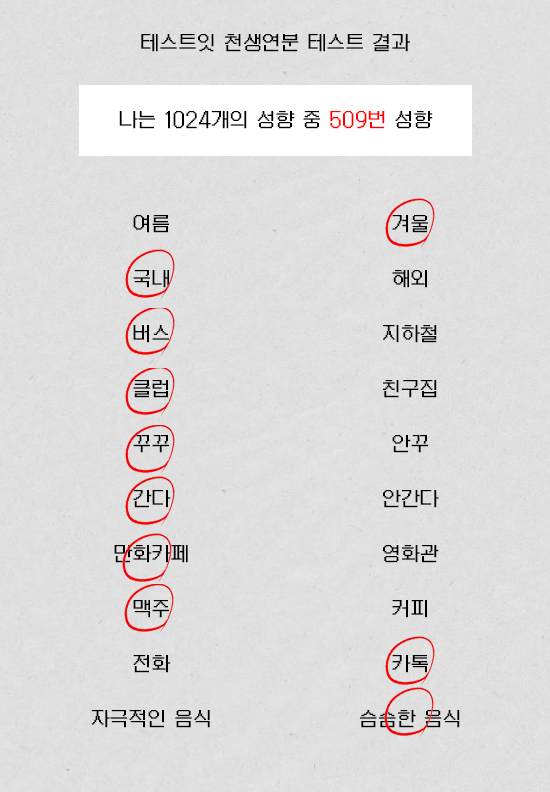 테스트잇 천생연분 테스트 결과
나는 1024개의 성향 중 509번 성향
여름 겨울
국내 해외
버스 지하철
클럽 친구집
꾸꾸 안꾸
간다 안간다
만화카페 영화관
맥주 커피
전화 카톡
자극적인 음식 슴슴한 음식